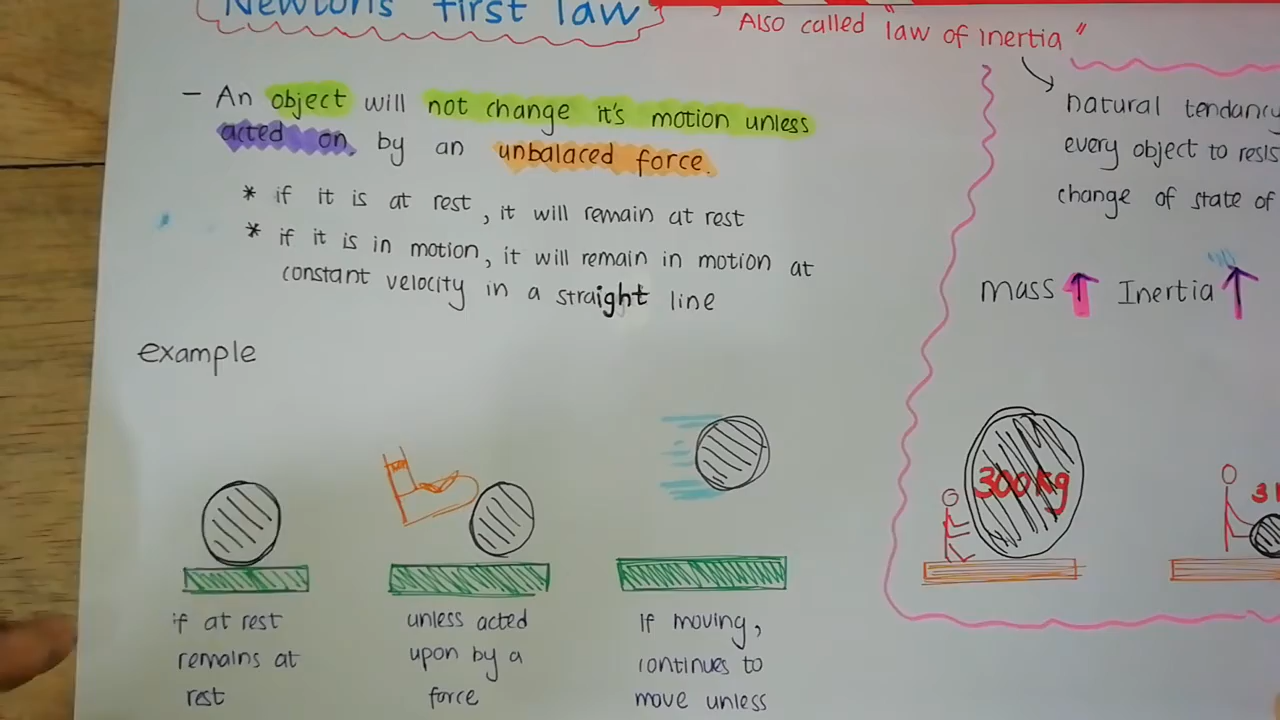 Newtons first law
Also called "law of inertia"
- An object will not change it's motion unless
acted on, by an unbalaced force.
* if it is at rest, it will remain at rest
* if it is in motion, it will remain in motion at
constant velocity in a straight line
example
if at rest
remains at
rest
unless acted
upon by a
force
If moving,
continues to
move unless
natural tendancy
every object to resis
change of state of
mass ↑ Inertia ↑
300kg